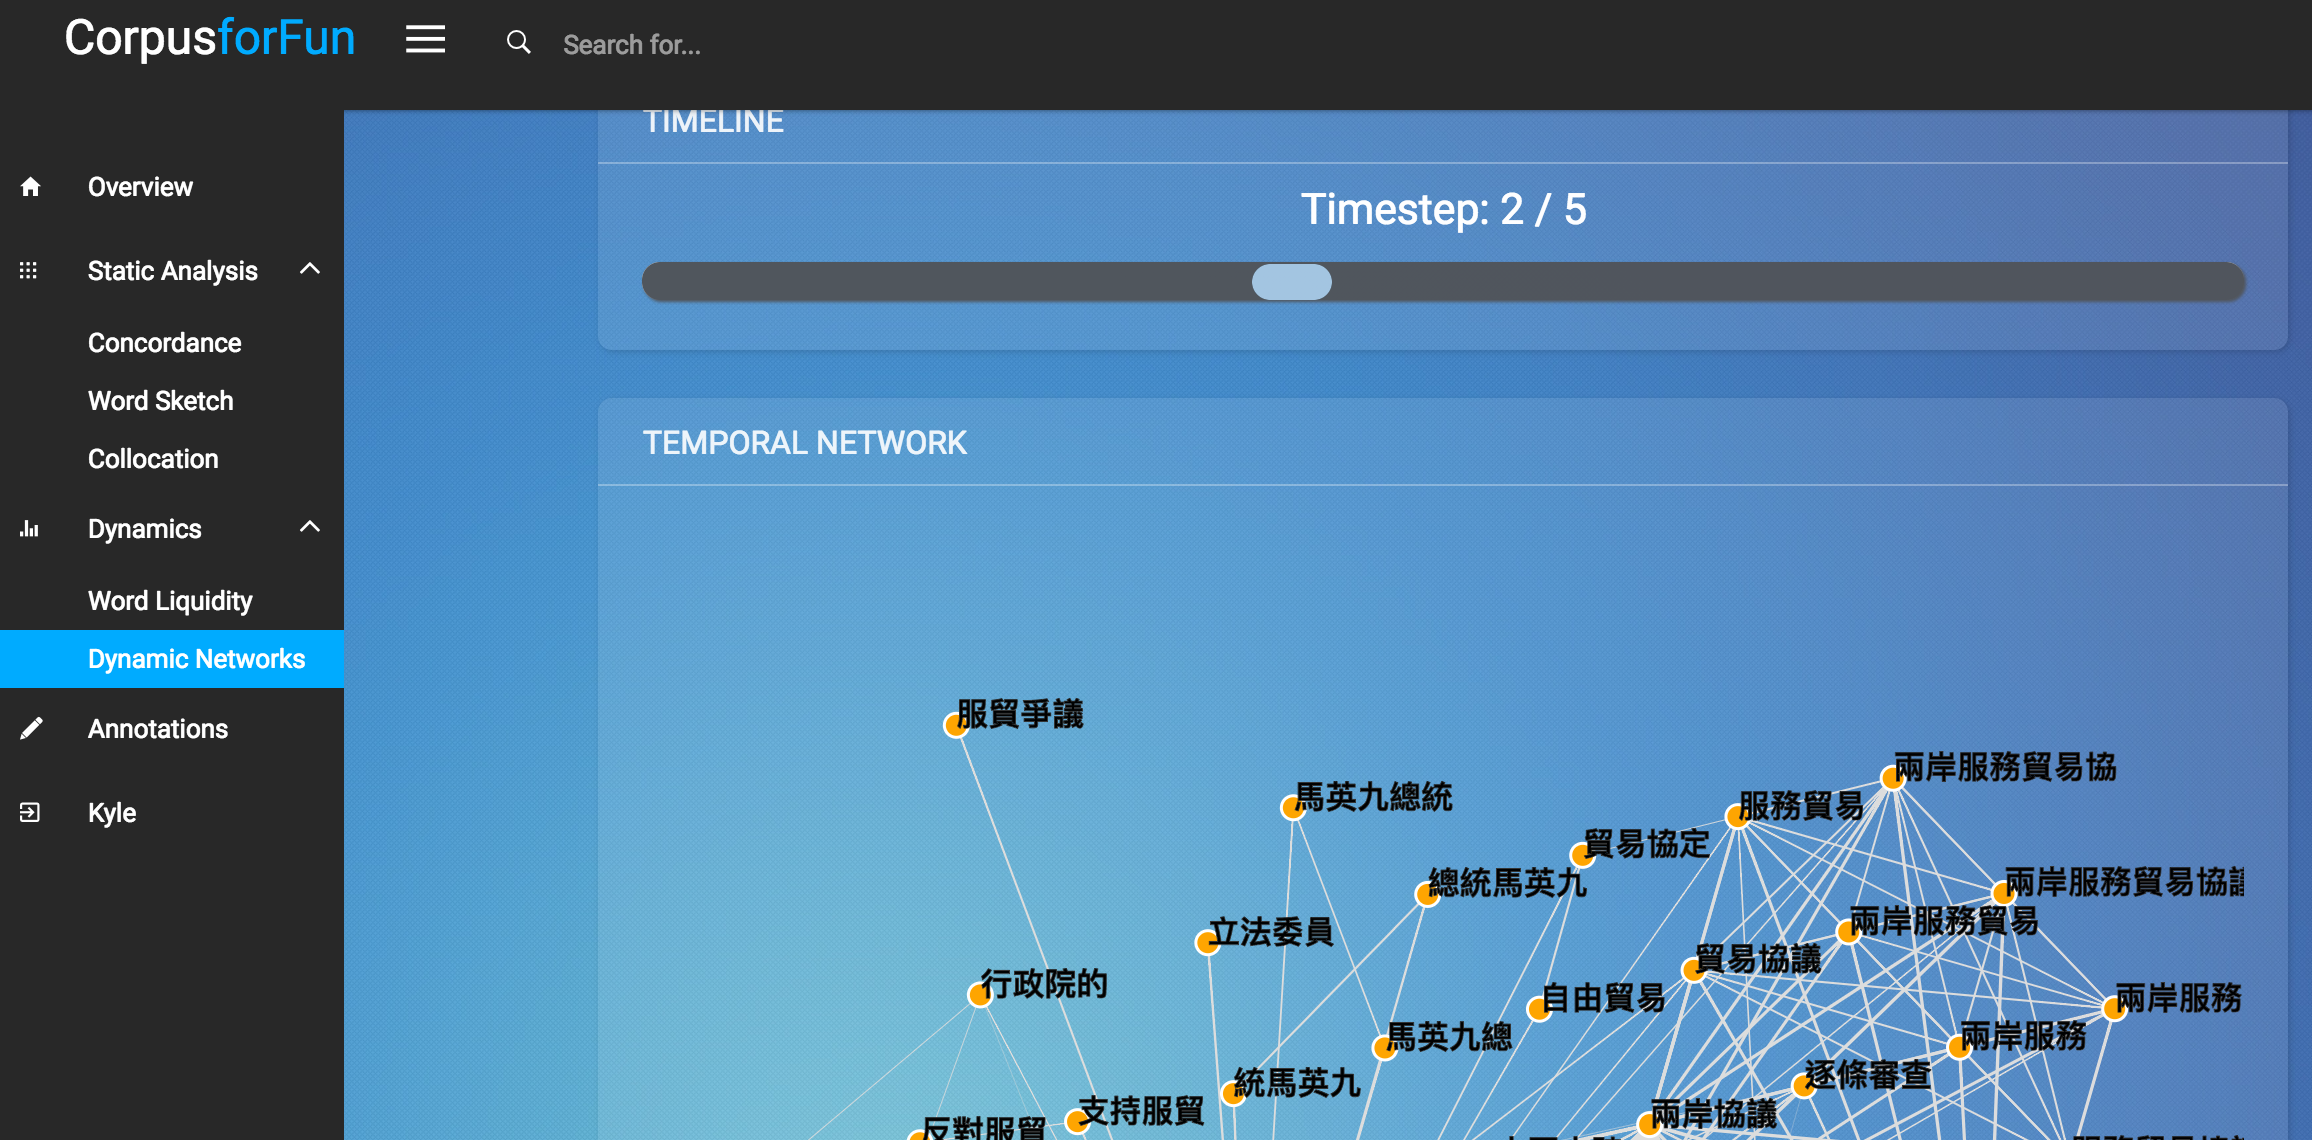 CorpusforFun
Search for...
Overview
Static Analysis
Concordance
Word Sketch
Collocation
Dynamics
Word Liquidity
Dynamic Networks
Annotations
Kyle
TIMELINE
Timestep: 2 / 5
TEMPORAL NETWORK
服貿爭議
兩岸服務貿易協
馬英九總統
服務貿易
貿易協定
總統馬英九
兩岸服務貿易協議
兩岸服務貿易
立法委員
貿易協議
行政院的
自由貿易
兩岸服務
馬英九總
兩岸服務
逐條審查
統馬英九
支持服貿
兩岸協議
反對服貿